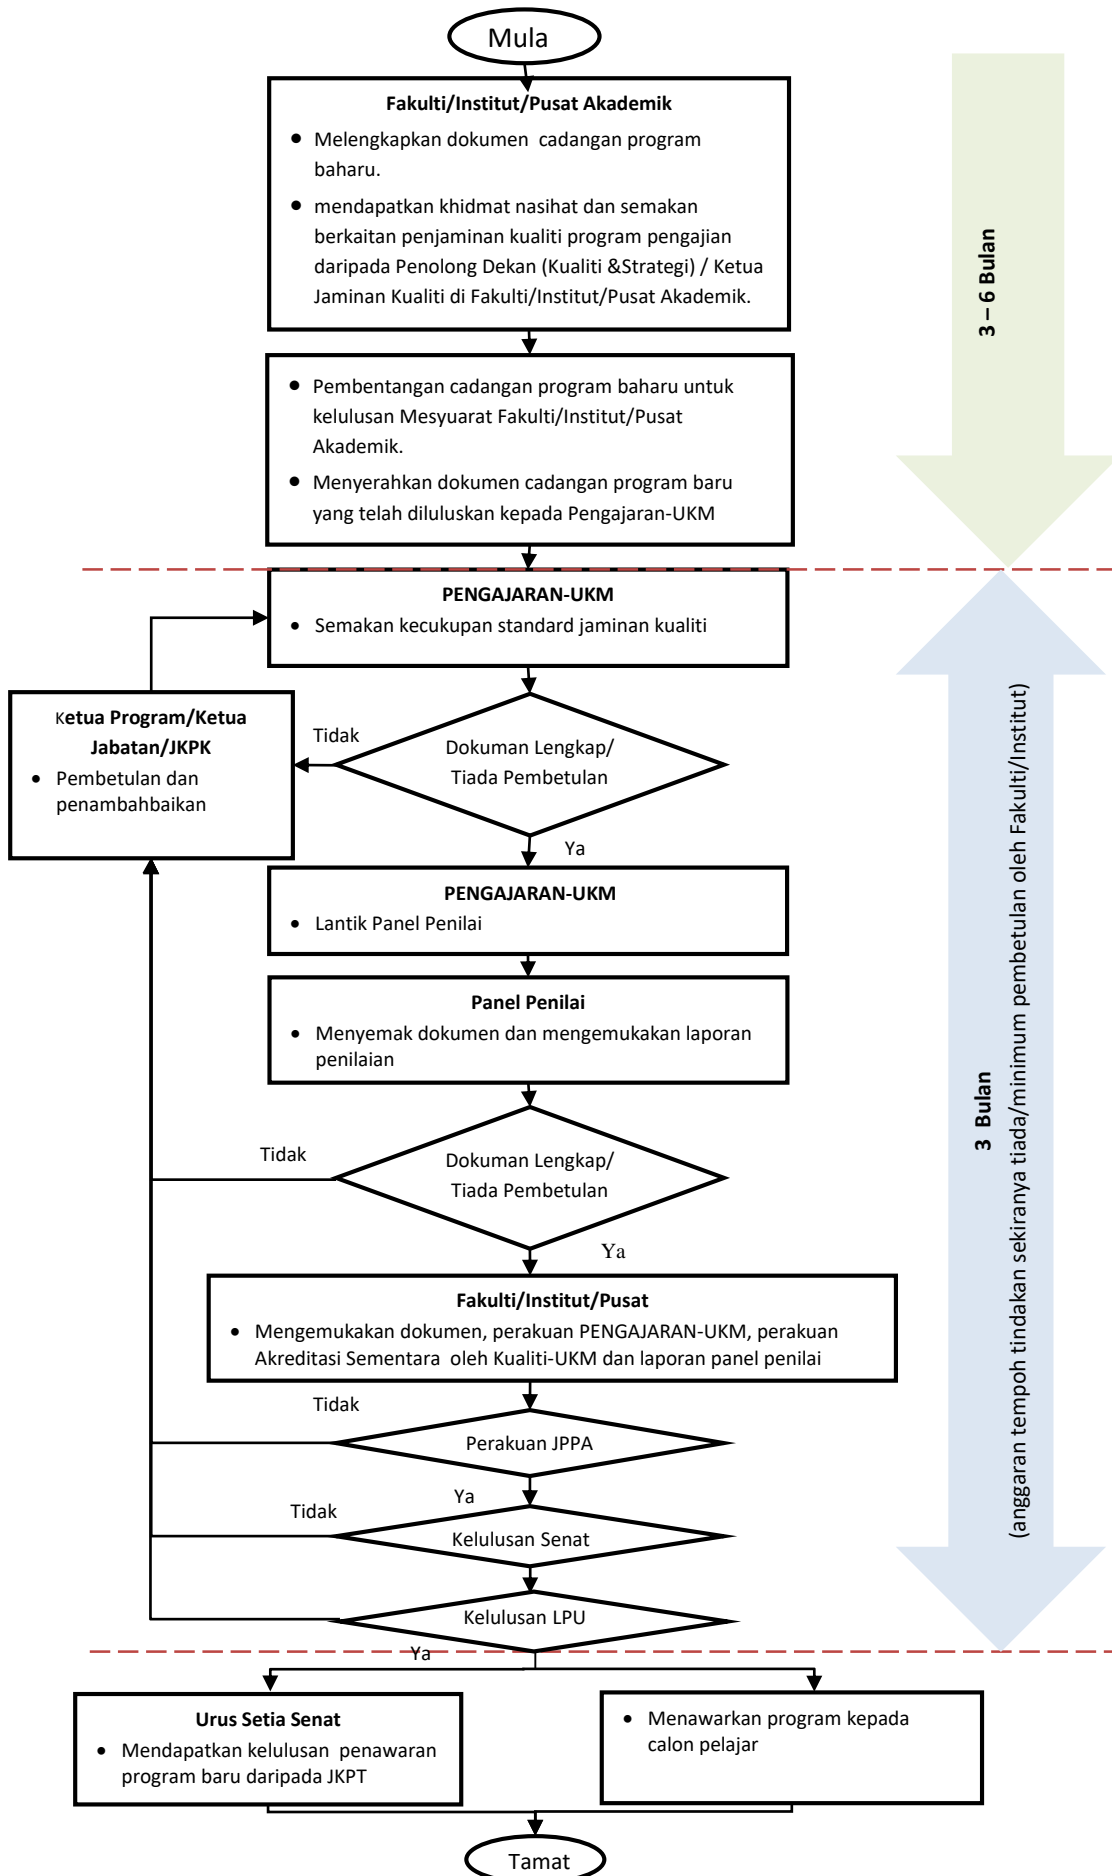 Mula
Fakulti/Institut/Pusat Akademik
• Melengkapkan dokumen cadangan program
baharu.
• mendapatkan khidmat nasihat dan semakan
berkaitan penjaminan kualiti program pengajian
daripada Penolong Dekan (Kualiti &Strategi) / Ketua
Jaminan Kualiti di Fakulti/Institut/Pusat Akademik.
3 – 6 Bulan
• Pembentangan cadangan program baharu untuk
kelulusan Mesyuarat Fakulti/Institut/Pusat
Akademik.
• Menyerahkan dokumen cadangan program baru
yang telah diluluskan kepada Pengajaran-UKM
PENGAJARAN-UKM
• Semakan kecukupan standard jaminan kualiti
Ketua Program/Ketua
Jabatan/JKPK
• Pembetulan dan
penambahbaikan
Tidak
Dokuman Lengkap/
Tiada Pembetulan
Ya
PENGAJARAN-UKM
• Lantik Panel Penilai
Panel Penilai
• Menyemak dokumen dan mengemukakan laporan
penilaian
3 Bulan
(anggaran tempoh tindakan sekiranya tiada/minimum pembetulan oleh Fakulti/Institut)
Tidak
Dokuman Lengkap/
Tiada Pembetulan
Ya
Fakulti/Institut/Pusat
• Mengemukakan dokumen, perakuan PENGAJARAN-UKM, perakuan
Akreditasi Sementara oleh Kualiti-UKM dan laporan panel penilai
Tidak
Perakuan JPPA
Ya
Tidak
Kelulusan Senat
Kelulusan LPU
Ya
Urus Setia Senat
• Mendapatkan kelulusan penawaran
program baru daripada JKPT
• Menawarkan program kepada
calon pelajar
Tamat